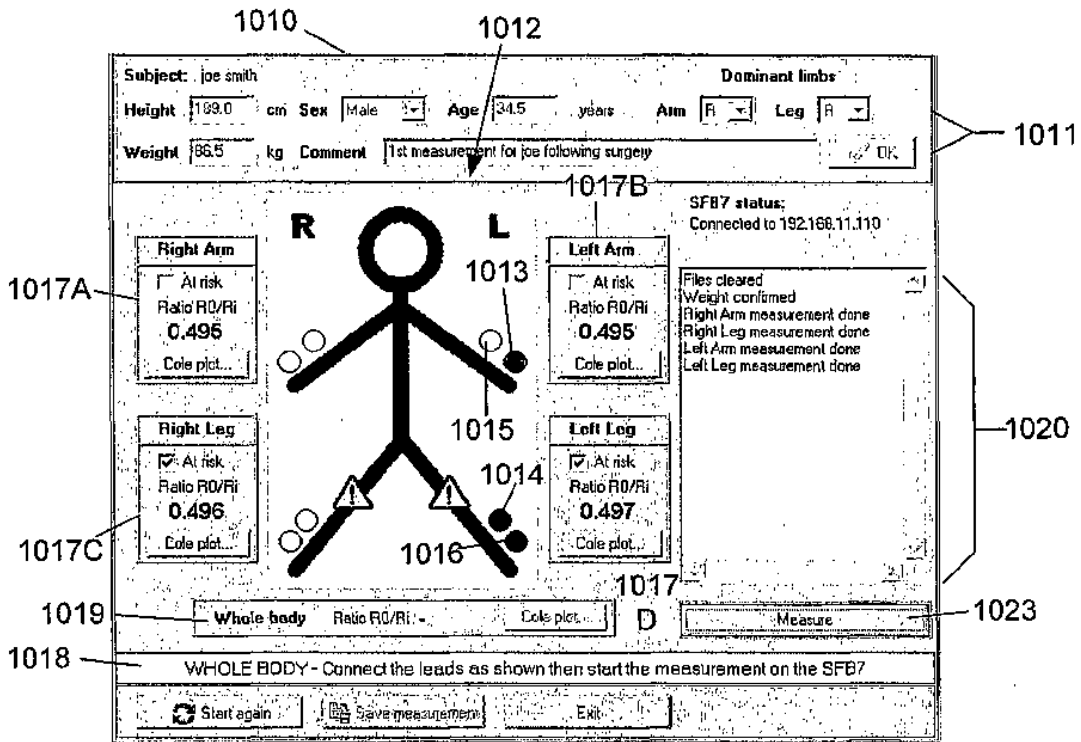 1010
1012
Subject: joe smith Dominant limbs
Height 189.0 cm Sex Male Age 34.5 years Arm R Leg R
1011
Weight 86.5 kg Comment 1st measurement for joe following surgery OK
1017B
SFB7 status:
Connected to 192.168.11.110
R L
Right Arm
At risk
Ratio R0/Ri
0.495
Cole plot...
1017A
Left Arm
At risk
Ratio R0/Ri
0.495
Cole plot...
1013
1015
Files cleared
Weight confirmed
Right Arm measurement done
Right Leg measurement done
Left Arm measurement done
Left Leg measurement done
1020
Right Leg
At risk
Ratio R0/Ri
0.496
Cole plot...
1017C
Left Leg
At risk
Ratio R0/Ri
0.497
Cole plot...
1014
1016
1017
D
1019
Whole body Ratio R0/Ri - Cole plot...
Measure
1023
1018
WHOLE BODY - Connect the leads as shown then start the measurement on the SFB7
Start again Save measurement Exit